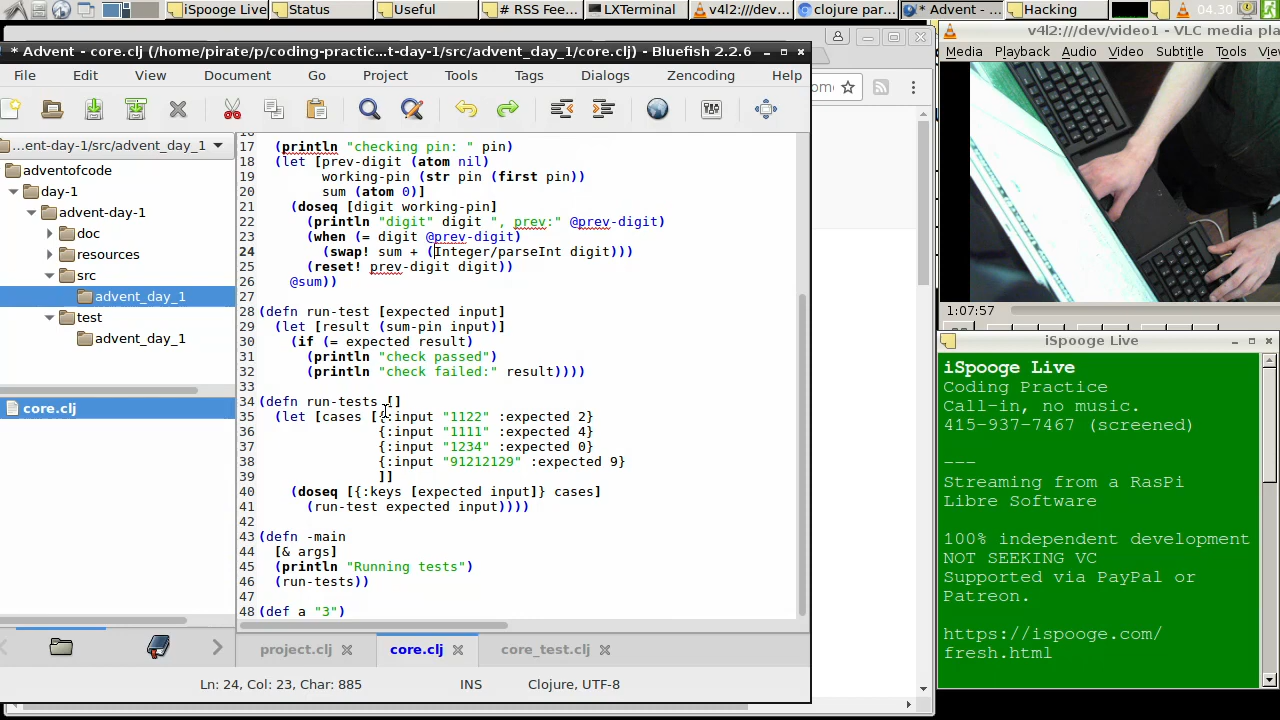 iSpooge Live
Status
Useful
# RSS Fee...
LXTerminal
v4l2:///dev...
clojure par...
* Adven - ...
Hacking
04.30
* Advent - core.clj (/home/pirate/p/coding-practic...t-day-1/src/advent_day_1/core.clj) - Bluefish 2.2.6
File Edit View Document Go Project Tools Tags Dialogs Zencoding Help
...ent-day-1/src/advent_day_1
adventofcode
day-1
advent-day-1
doc
resources
src
advent_day_1
test
advent_day_1
core.clj
17 (println "checking pin: " pin)
18 (let [prev-digit (atom nil)
19 working-pin (str pin (first pin))
20 sum (atom 0)]
21 (doseq [digit working-pin]
22 (println "digit" digit ", prev:" @prev-digit)
23 (when (= digit @prev-digit)
24 (swap! sum + (Integer/parseInt digit)))
25 (reset! prev-digit digit))
26 @sum))
27
28 (defn run-test [expected input]
29 (let [result (sum-pin input)]
30 (if (= expected result)
31 (println "check passed")
32 (println "check failed:" result))))
33
34 (defn run-tests []
35 (let [cases [{:input "1122" :expected 2}
36 {:input "1111" :expected 4}
37 {:input "1234" :expected 0}
38 {:input "91212129" :expected 9}
39 ]]
40 (doseq [{:keys [expected input]} cases]
41 (run-test expected input))))
42
43 (defn -main
44 [& args]
45 (println "Running tests")
46 (run-tests))
47
48 (def a "3")
project.clj
core.clj
core_test.clj
Ln: 24, Col: 23, Char: 885 INS Clojure, UTF-8
v4l2:///dev/video1 - VLC media pla
Media Playback Audio Video Subtitle Tools
1:07:57
iSpooge Live
iSpooge Live
Coding Practice
Call-in, no music.
415-937-7467 (screened)
---
Streaming from a RasPi
Libre Software
100% independent development
NOT SEEKING VC
Supported via PayPal or
Patreon.
https://ispooge.com/
fresh.html